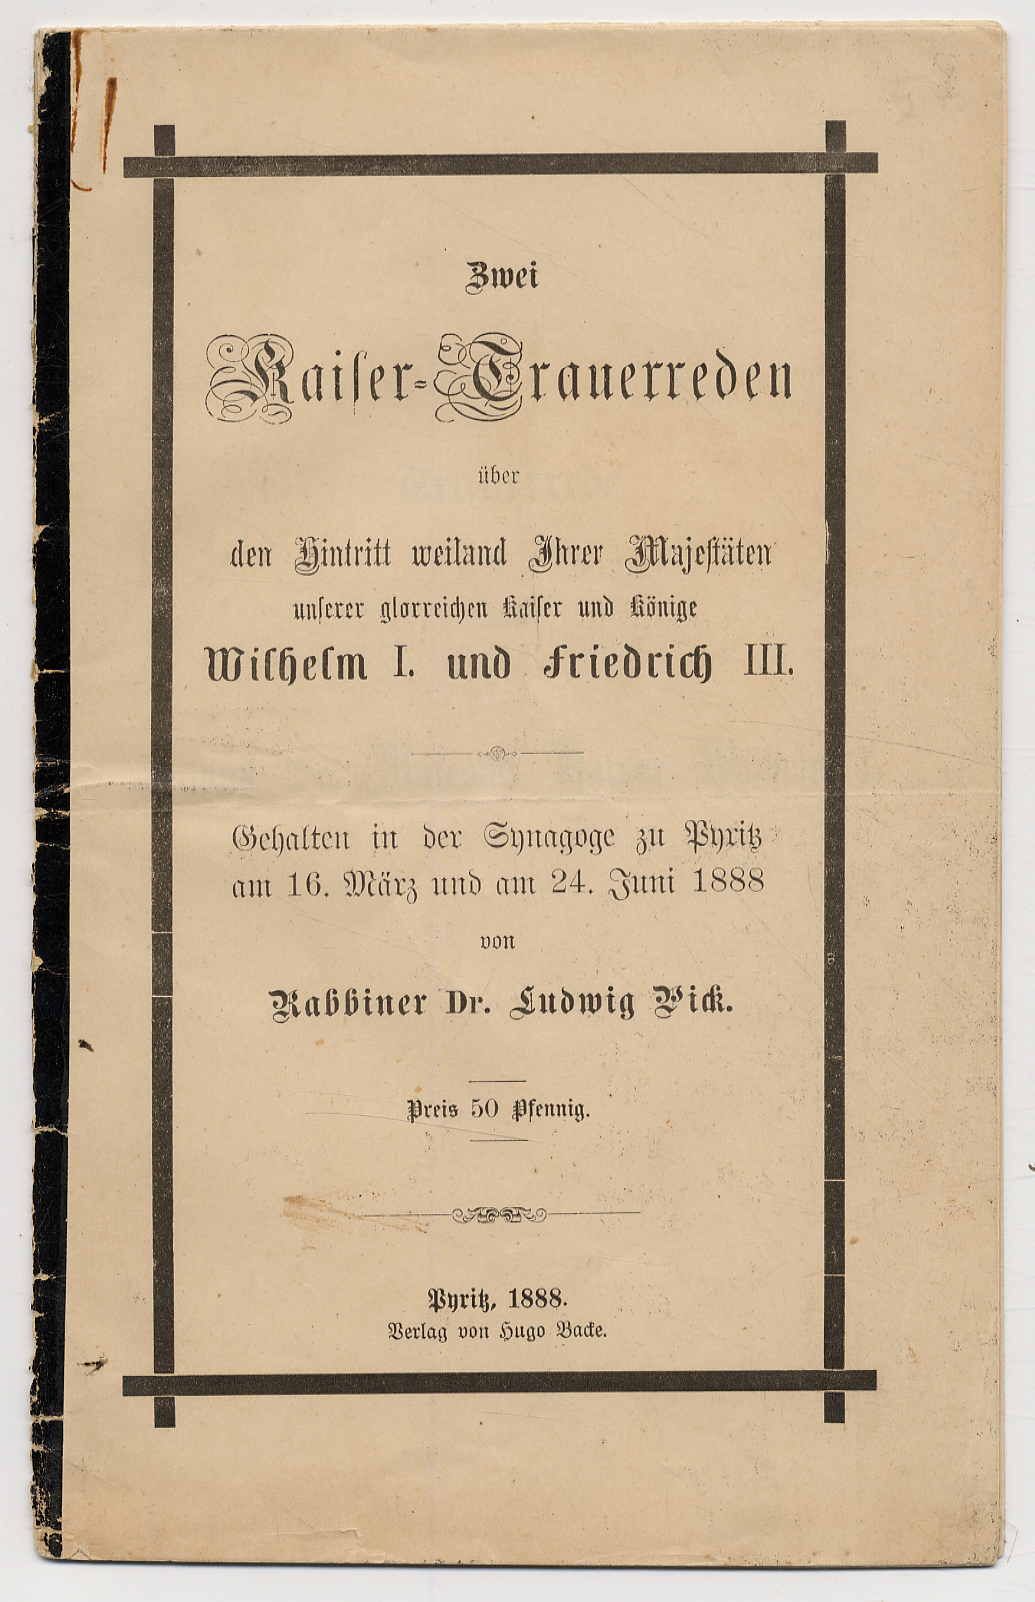 Zwei
Kaiser-Trauerreden
über
den Hintritt weiland Ihrer Majestäten
unserer glorreichen Kaiser und Könige
Wilhelm I. und Friedrich III.
Gehalten in der Synagoge zu Pyritz
am 16. März und am 24. Juni 1888
von
Rabbiner Dr. Ludwig Pick.
Preis 50 Pfennig.
Pyritz, 1888.
Verlag von Hugo Backe.